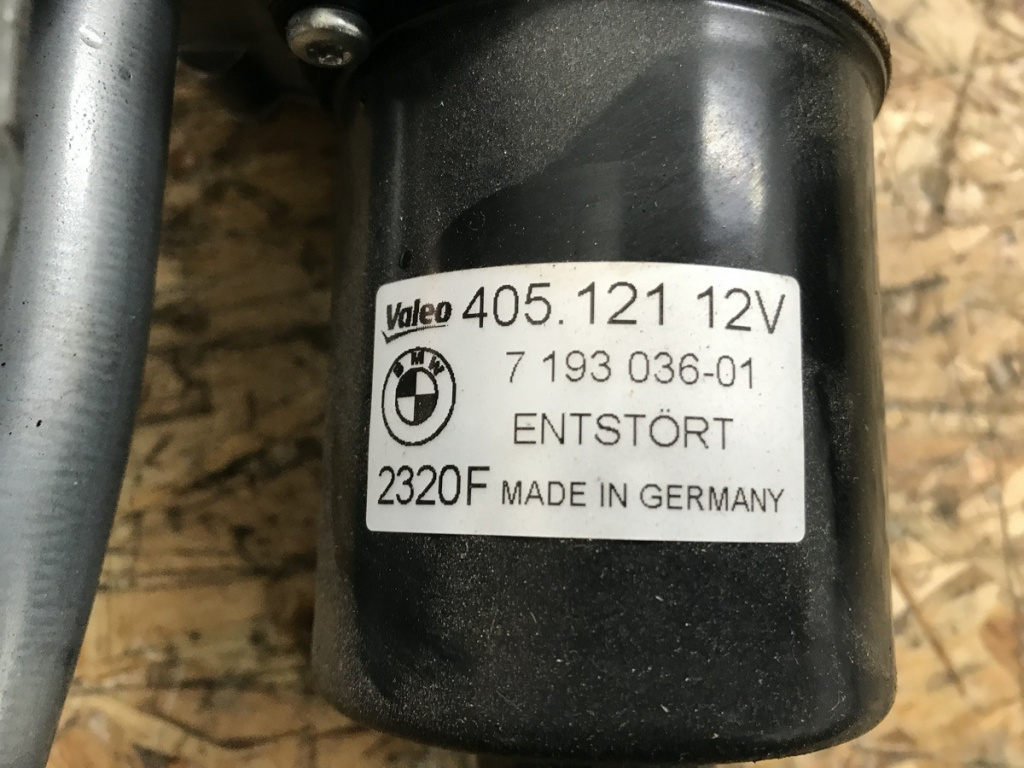 Valeo 405.121 12V
BMW 7 193 036-01
ENTSTÖRT
2320F MADE IN GERMANY